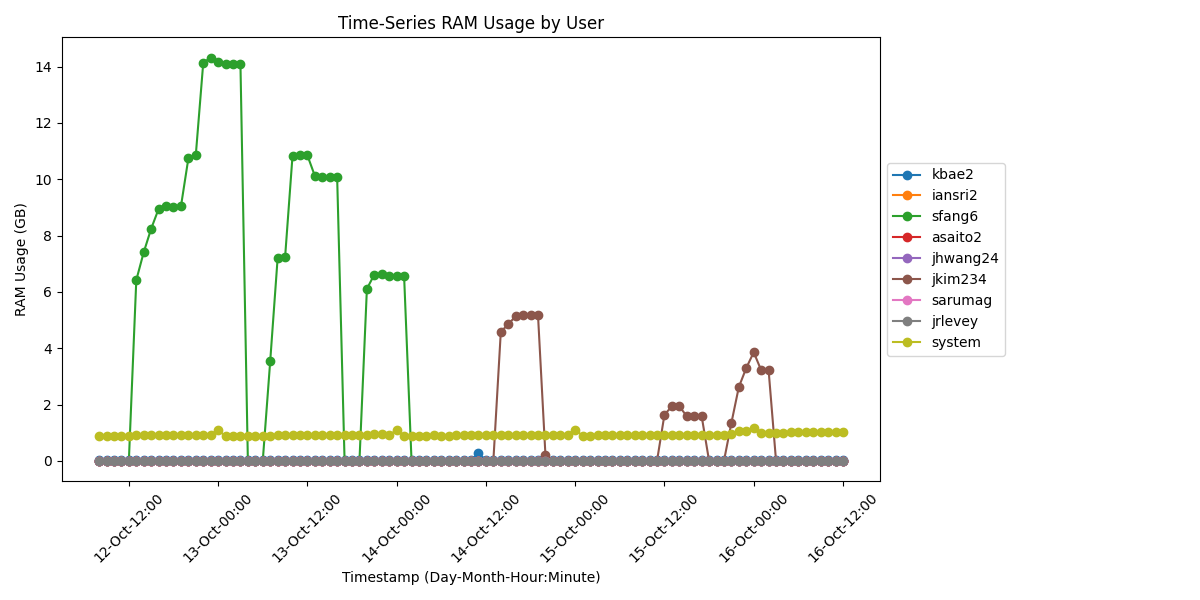 Time-Series RAM Usage by User
RAM Usage (GB)
14
12
10
8
6
4
2
0
12-Oct-12:00
13-Oct-00:00
13-Oct-12:00
14-Oct-00:00
14-Oct-12:00
15-Oct-00:00
15-Oct-12:00
16-Oct-00:00
16-Oct-12:00
Timestamp (Day-Month-Hour:Minute)
kbae2
iansri2
sfang6
asaito2
jhwang24
jkim234
sarumag
jrlevey
system